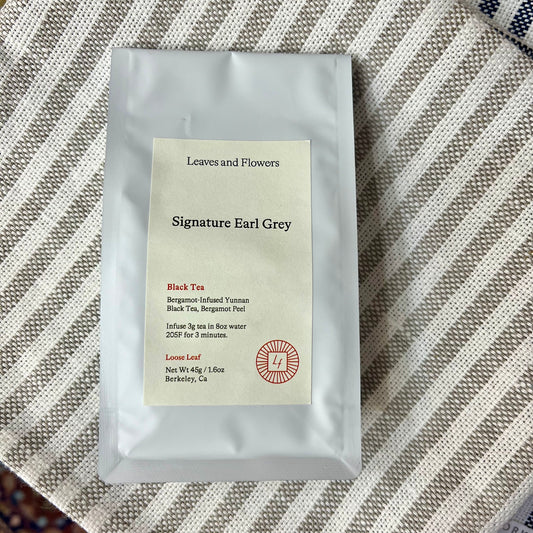 Leaves and Flowers
Signature Earl Grey
Black Tea
Bergamot-Infused Yunnan
Black Tea, Bergamot Peel
Infuse 3g tea in 8oz water
205F for 3 minutes.
Loose Leaf
Net Wt 45g / 1.6oz
Berkeley, Ca
Lf